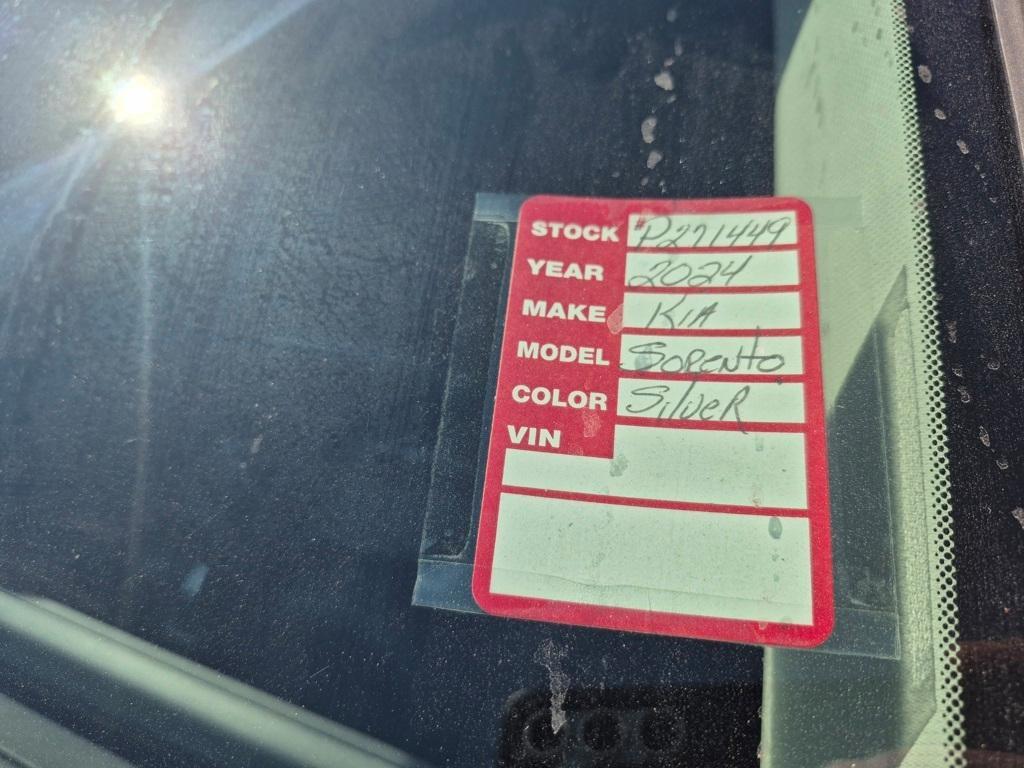 STOCK #P271449
YEAR 2024
MAKE KIA
MODEL SORENTO
COLOR SilveR
VIN